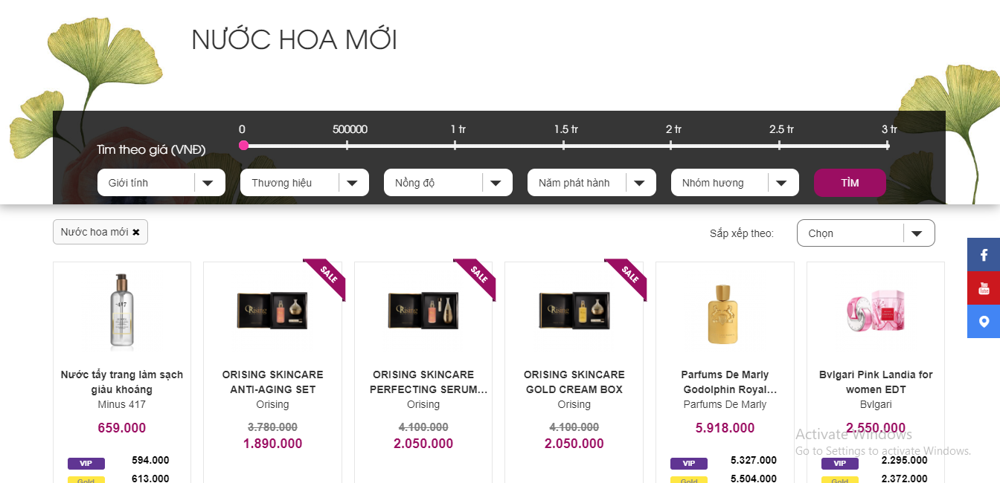 NƯỚC HOA MỚI
0 500000 1 tr 1.5 tr 2 tr 2.5 tr 3 tr
Tìm theo giá (VNĐ)
Giới tính Thương hiệu Nồng độ Năm phát hành Nhóm hương TÌM
Nước hoa mới ✖
Sắp xếp theo: Chọn
You
Tube
SALE SALE SALE
-417
ORising ORising ORising
Nước tẩy trang làm sạch
giàu khoáng
Minus 417
659.000
VIP 594.000
Gold 613.000
ORISING SKINCARE
ANTI-AGING SET
Orising
3.780.000
1.890.000
ORISING SKINCARE
PERFECTING SERUM...
Orising
4.100.000
2.050.000
ORISING SKINCARE
GOLD CREAM BOX
Orising
4.100.000
2.050.000
Parfums De Marly
Godolphin Royal...
Parfums De Marly
5.918.000
VIP 5.327.000
Gold 5.504.000
Bvlgari Pink Landia for
women EDT
Bvlgari
2.550.000
VIP 2.295.000
Gold 2.372.000
Activate Windows
Go to Settings to activate Windows.